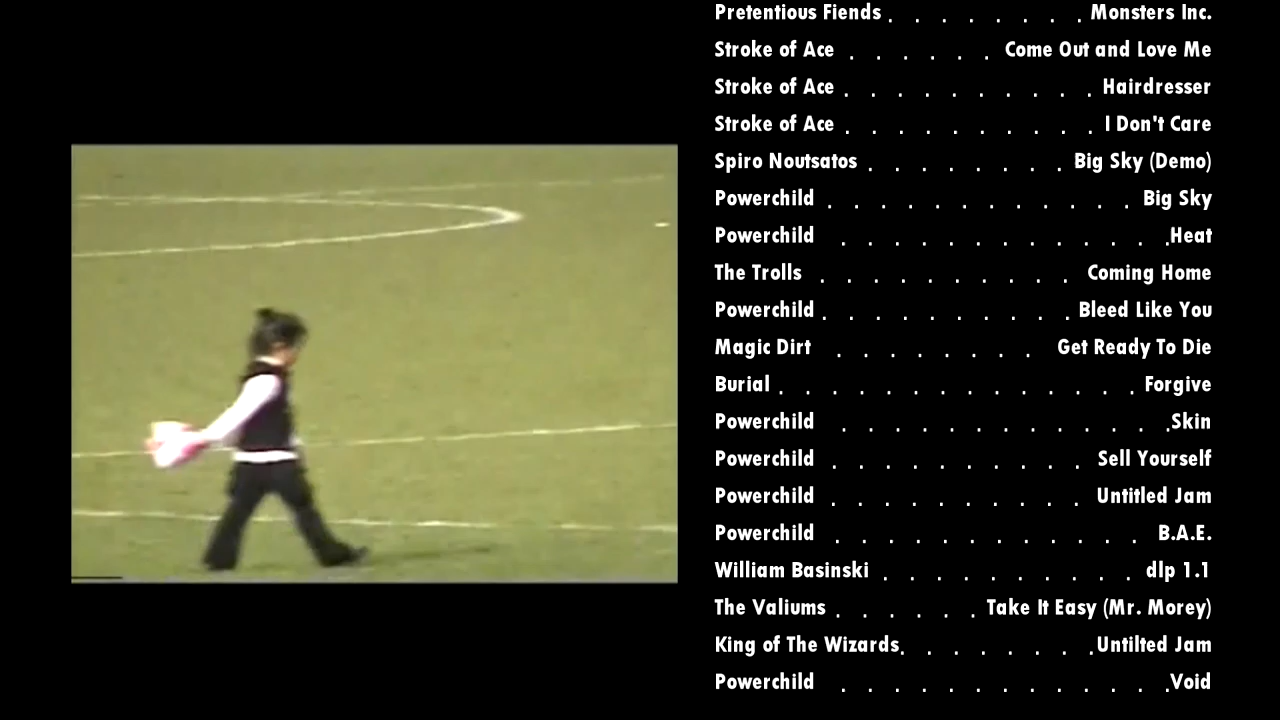 Pretentious Fiends . . . . . . . . Monsters Inc.
Stroke of Ace . . . . . . Come Out and Love Me
Stroke of Ace . . . . . . . . . . Hairdresser
Stroke of Ace . . . . . . . . . . I Don't Care
Spiro Noutsatos . . . . . . . . Big Sky (Demo)
Powerchild . . . . . . . . . . . . Big Sky
Powerchild . . . . . . . . . . . . .Heat
The Trolls . . . . . . . . . . Coming Home
Powerchild . . . . . . . . . . Bleed Like You
Magic Dirt . . . . . . . . Get Ready To Die
Burial . . . . . . . . . . . . . . Forgive
Powerchild . . . . . . . . . . . . .Skin
Powerchild . . . . . . . . . . Sell Yourself
Powerchild . . . . . . . . . . Untitled Jam
Powerchild . . . . . . . . . . . . B.A.E.
William Basinski . . . . . . . . . . dlp 1.1
The Valiums . . . . . . Take It Easy (Mr. Morey)
King of The Wizards. . . . . . . .Untilted Jam
Powerchild . . . . . . . . . . . . .Void